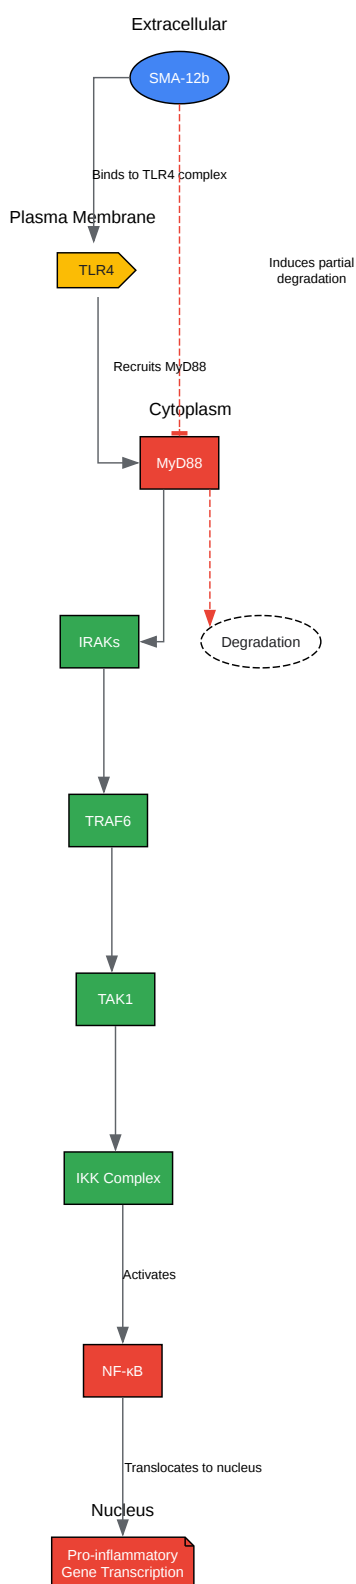 Extracellular
SMA-12b
Binds to TLR4 complex
Plasma Membrane
TLR4
Induces partial
degradation
Recruits MyD88
Cytoplasm
MyD88
IRAKs
Degradation
TRAF6
TAK1
IKK Complex
Activates
NF-κB
Translocates to nucleus
Nucleus
Pro-inflammatory
Gene Transcription